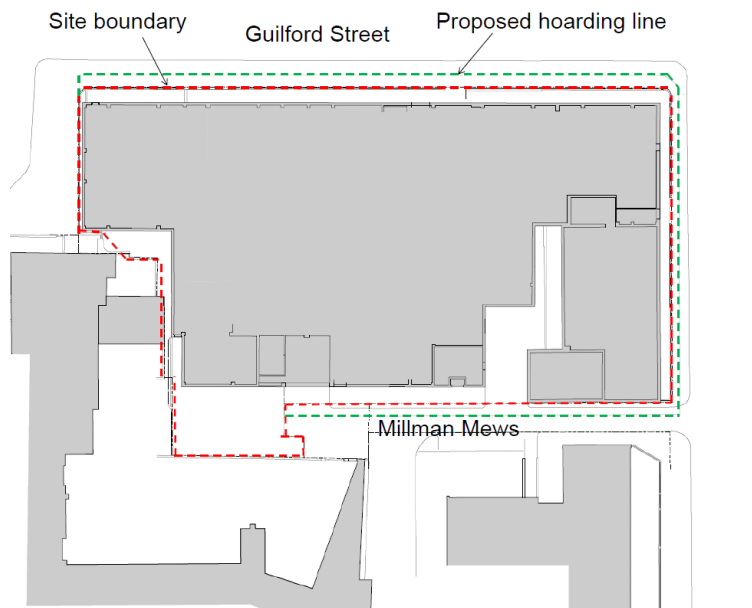 Site boundary
Guilford Street
Proposed hoarding line
Millman Mews